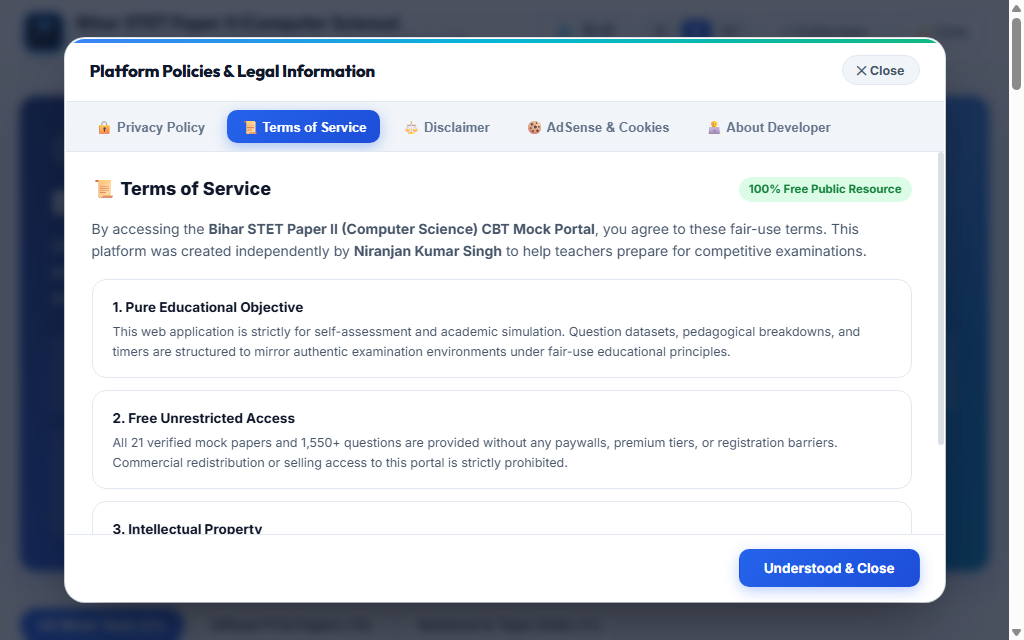 Bihar STET Paper II (Computer Science)
Platform Policies & Legal Information
Close
Privacy Policy
Terms of Service
Disclaimer
AdSense & Cookies
About Developer
Terms of Service
100% Free Public Resource
By accessing the Bihar STET Paper II (Computer Science) CBT Mock Portal, you agree to these fair-use terms. This
platform was created independently by Niranjan Kumar Singh to help teachers prepare for competitive examinations.
1. Pure Educational Objective
This web application is strictly for self-assessment and academic simulation. Question datasets, pedagogical breakdowns, and
timers are structured to mirror authentic examination environments under fair-use educational principles.
2. Free Unrestricted Access
All 21 verified mock papers and 1,550+ questions are provided without any paywalls, premium tiers, or registration barriers.
Commercial redistribution or selling access to this portal is strictly prohibited.
3. Intellectual Property
Understood & Close